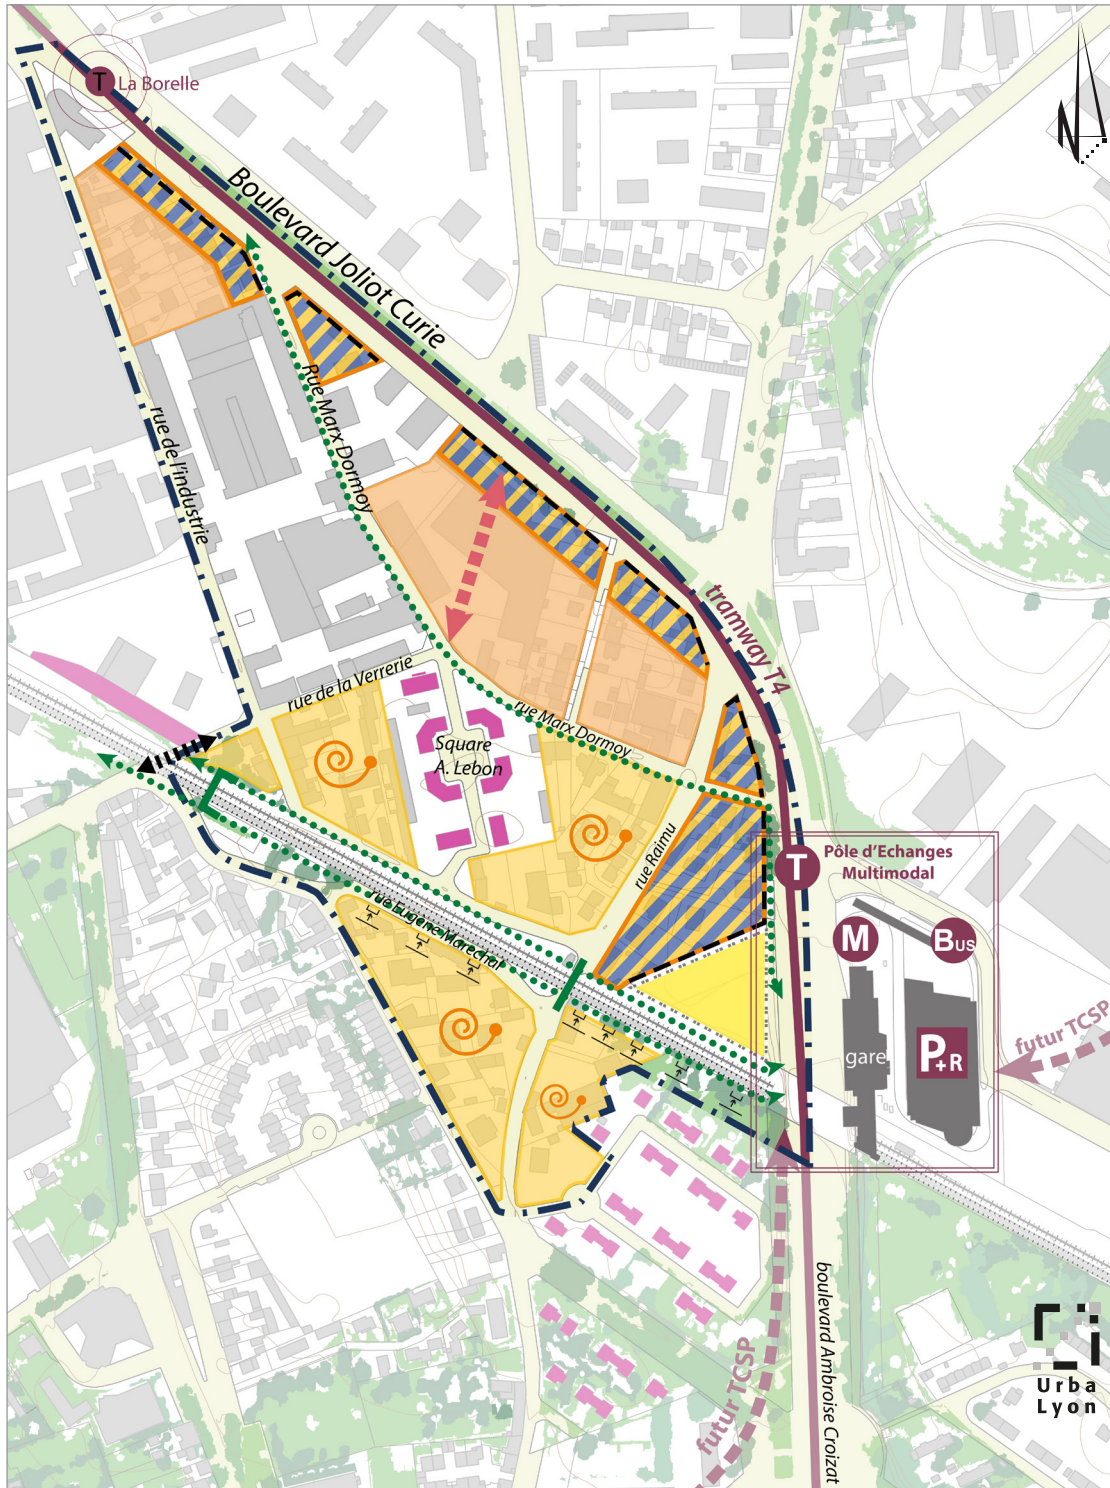 T La Borelle
N
Boulevard Joliot Curie
Rue Marx Dormoy
rue de l'industrie
tramway T4
rue de la Verrerie
rue Marx Dormoy
Square
A. Lebon
rue Raimu
T
Pôle d'Echanges
Multimodal
rue Eugène Maréchal
M
BUS
gare
P+R
futur TCSP
futur TCSP
boulevard Ambroise Croizat
Urba
Lyon